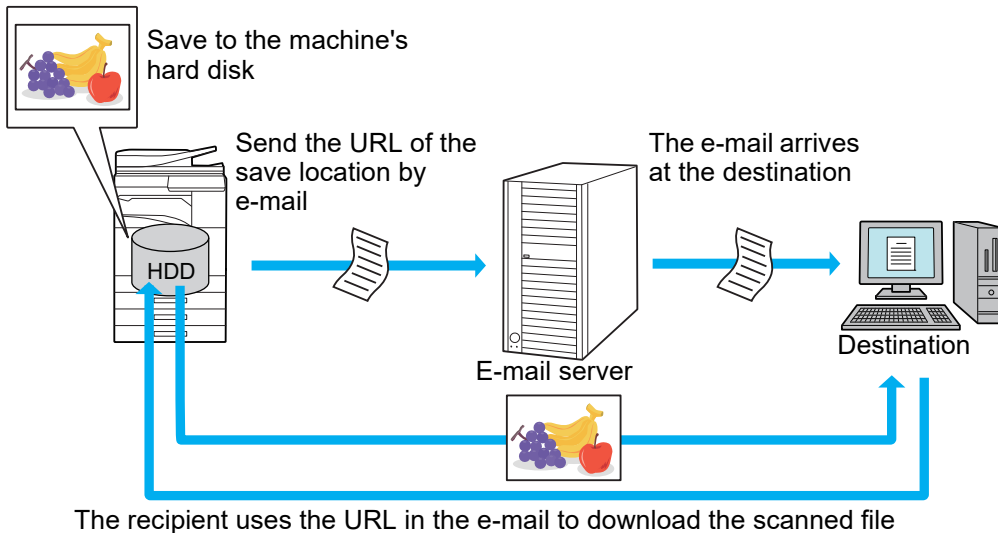 Save to the machine's
hard disk
Send the URL of the
save location by
e-mail
The e-mail arrives
at the destination
HDD
Destination
E-mail server
The recipient uses the URL in the e-mail to download the scanned file